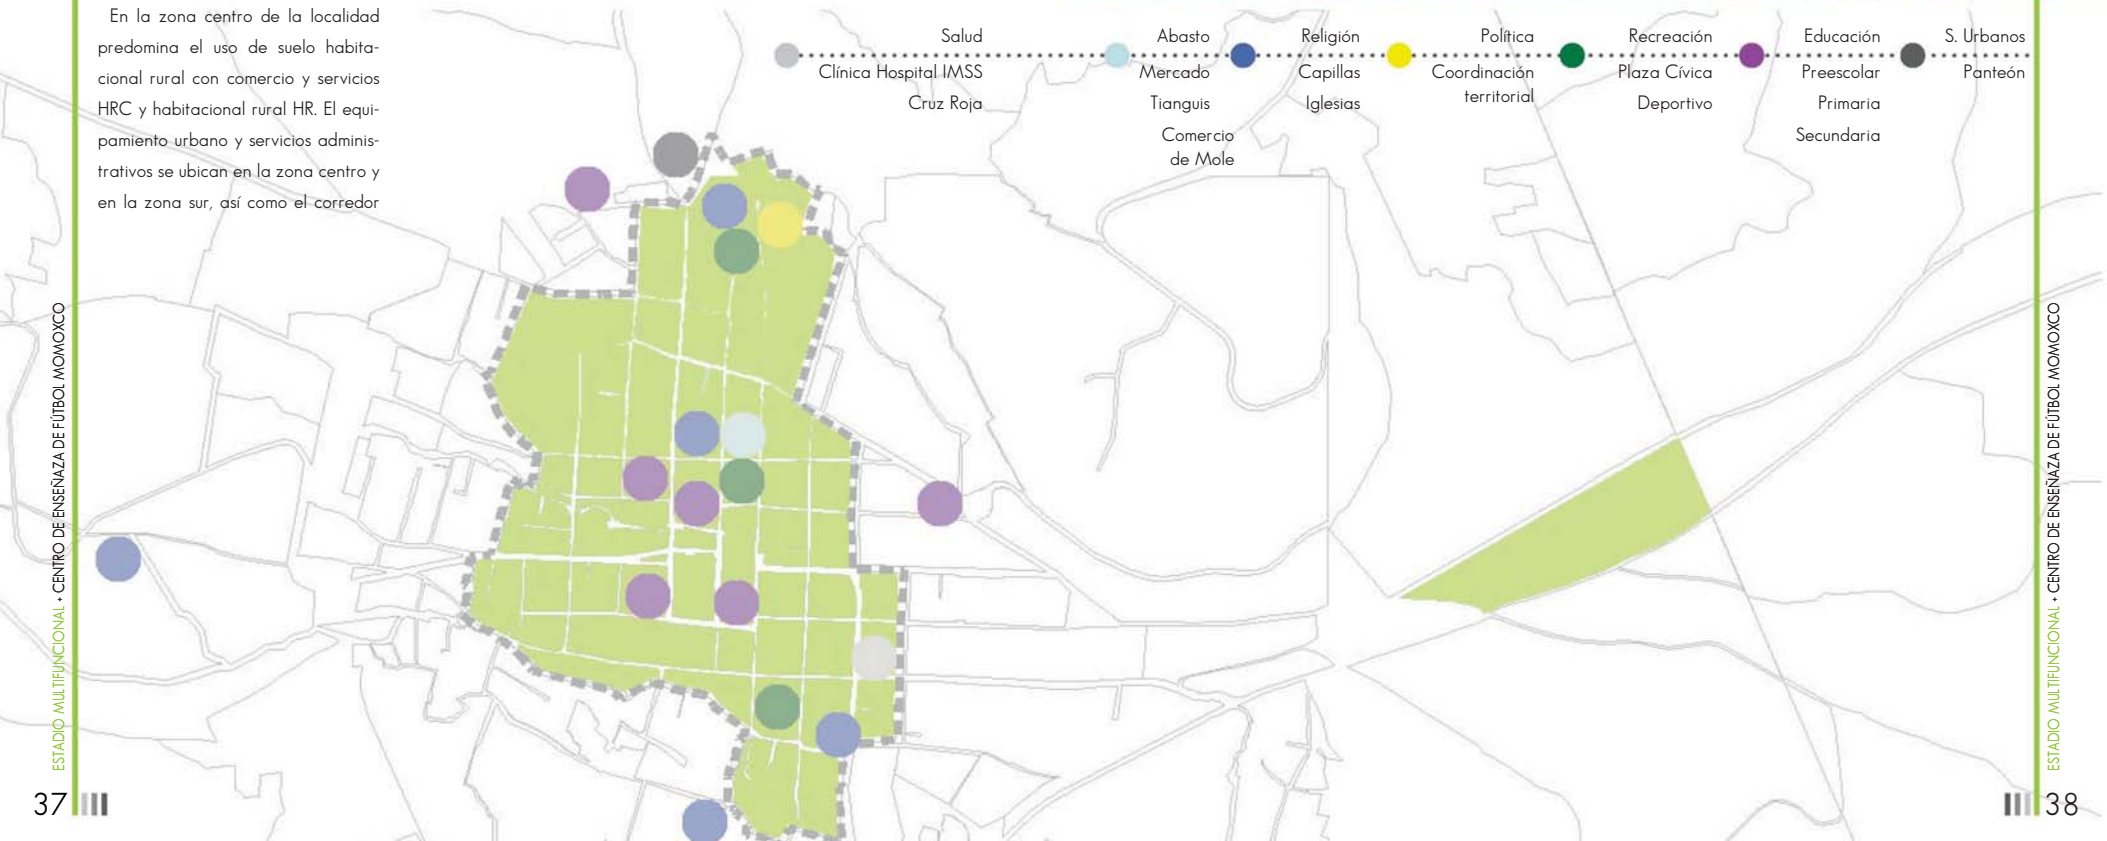 En la zona centro de la localidad
predomina el uso de suelo habita-
cional rural con comercio y servicios
HRC y habitacional rural HR. El equi-
pamiento urbano y servicios adminis-
trativos se ubican en la zona centro y
en la zona sur, así como el corredor
Salud
Clínica Hospital IMSS
Cruz Roja
Abasto
Mercado
Tianguis
Comercio
de Mole
Religión
Capillas
Iglesias
Política
Coordinación
territorial
Recreación
Plaza Cívica
Deportivo
Educación
Preescolar
Primaria
Secundaria
S. Urbanos
Panteón
ESTADIO MULTIFUNCIONAL + CENTRO DE ENSEÑAZA DE FÚTBOL MOMOXCO
37
ESTADIO MULTIFUNCIONAL + CENTRO DE ENSEÑAZA DE FÚTBOL MOMOXCO
38